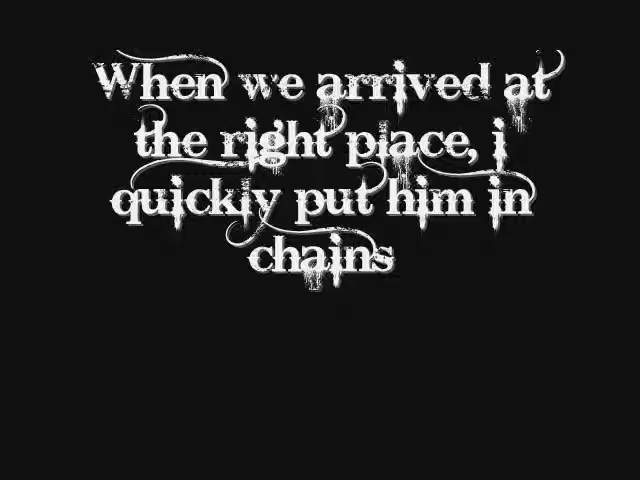 When we arrived at
the right place, i
quickly put him in
chains